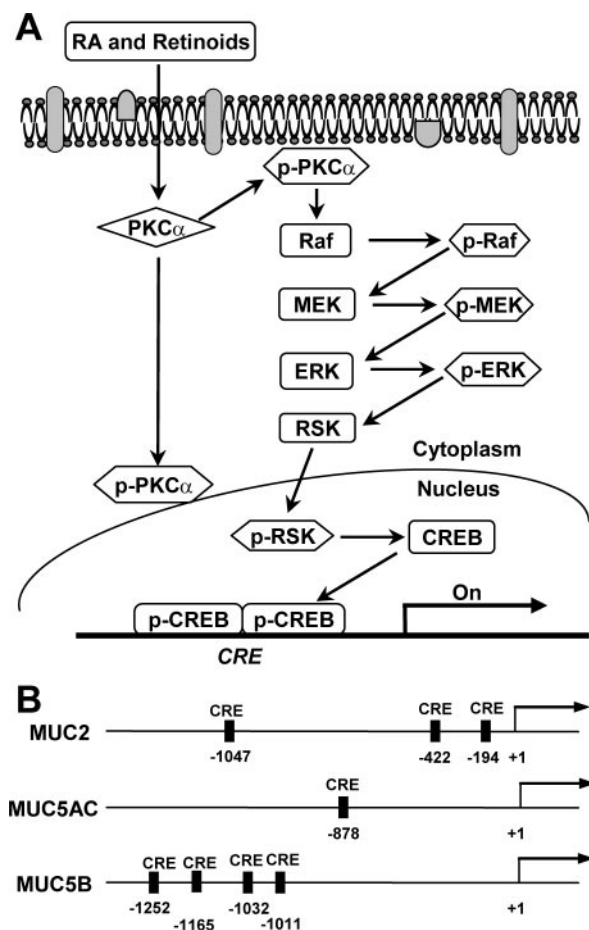 A
RA and Retinoids
p-PKCα
PKCα
Raf
p-Raf
MEK
p-MEK
ERK
p-ERK
RSK
Cytoplasm
p-PKCα
Nucleus
p-RSK
CREB
On
p-CREB
p-CREB
CRE
B
CRE
CRE
CRE
MUC2
-1047
-422
-194
+1
CRE
MUC5AC
-878
+1
CRE
CRE
CRE
CRE
MUC5B
-1252
-1165
-1032
-1011
+1